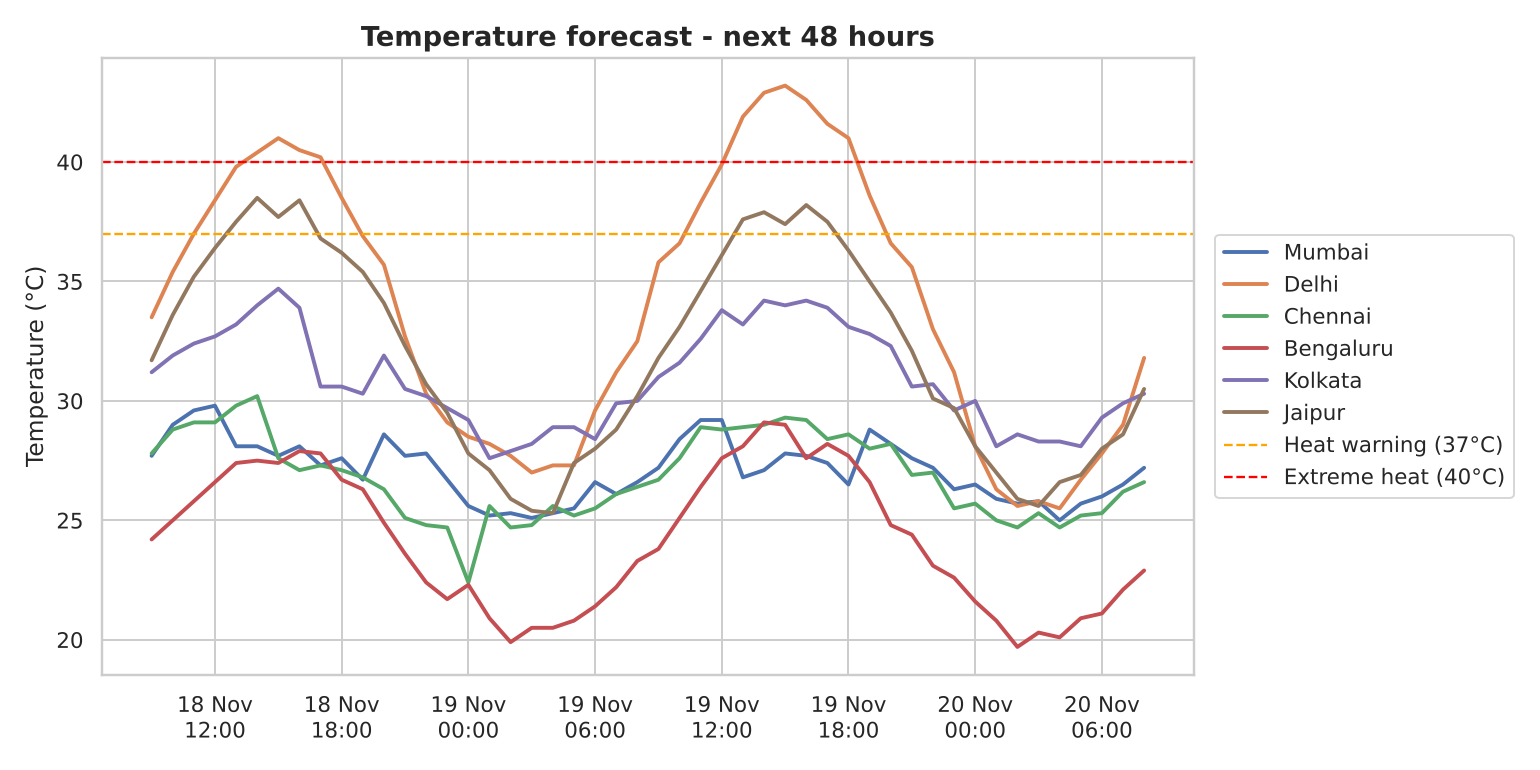 Temperature forecast - next 48 hours
Temperature (°C)
40
35
30
25
20
18 Nov
12:00
18 Nov
18:00
19 Nov
00:00
19 Nov
06:00
19 Nov
12:00
19 Nov
18:00
20 Nov
00:00
20 Nov
06:00
Mumbai
Delhi
Chennai
Bengaluru
Kolkata
Jaipur
Heat warning (37°C)
Extreme heat (40°C)